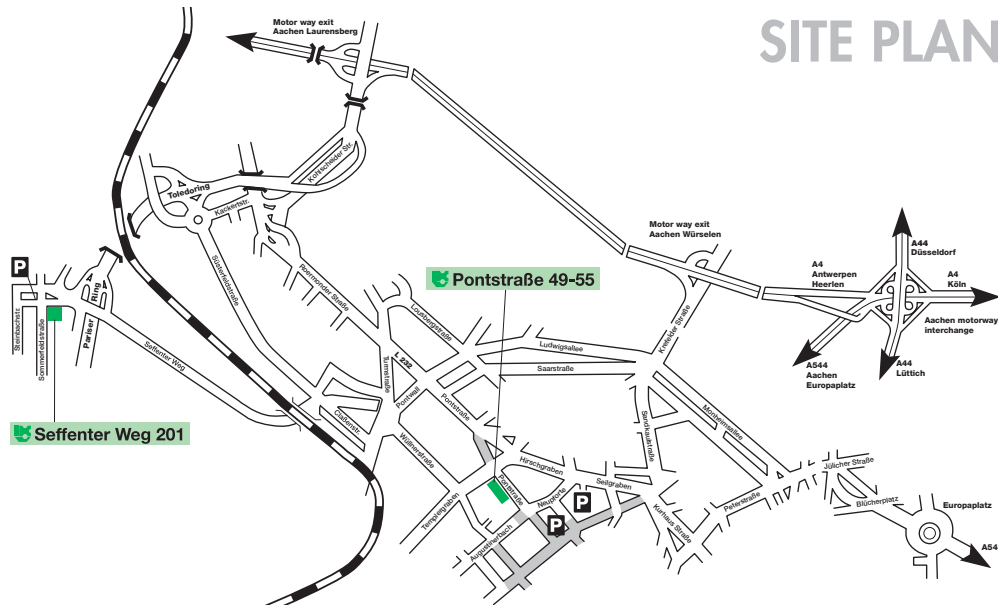 SITE PLAN
Motor way exit
Aachen Laurensberg
Kohlscheider Str.
Toledoring
Kackertstr.
Motor way exit
Aachen Würselen
A44
Düsseldorf
A4
Antwerpen
Heerlen
A4
Köln
Aachen motorway
interchange
A544
Aachen
Europaplatz
A44
Lüttich
P
Pontstraße 49-55
Süsterfeldstraße
Roermonder Straße
Lousbergstraße
Ludwigsallee
Saarstraße
Krefelder Straße
Steinbachstr.
Sommerfeldstraße
Pariser
Ring
Seffenter Weg
L 232
Turmstraße
Pontwall
Pontstraße
Claßenstr.
Wüllnerstraße
Sandkaulstraße
Monheimsallee
Seffenter Weg 201
Hirschgraben
Seilgraben
Pontstraße
Neupforte
Templergraben
Augustinerbach
P
P
Kurhaus Straße
Peterstraße
Jülicher Straße
Blücherplatz
Europaplatz
A54